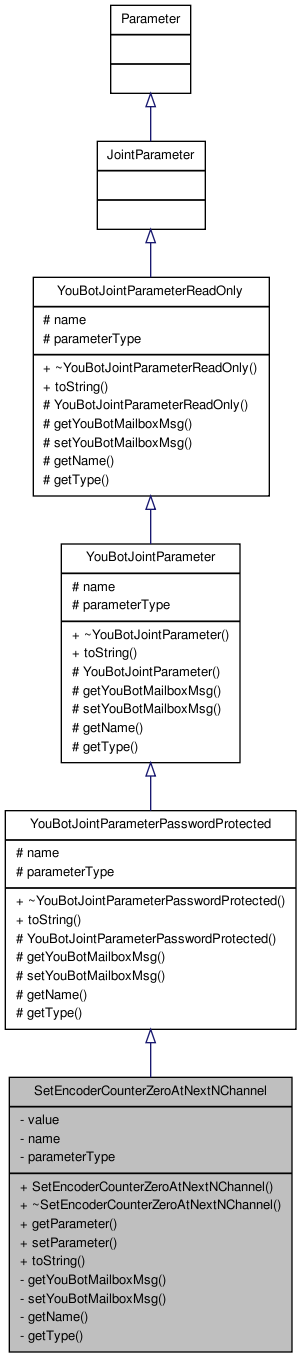 Parameter
JointParameter
YouBotJointParameterReadOnly
# name
# parameterType
+ ~YouBotJointParameterReadOnly()
+ toString()
# YouBotJointParameterReadOnly()
# getYouBotMailboxMsg()
# setYouBotMailboxMsg()
# getName()
# getType()
YouBotJointParameter
# name
# parameterType
+ ~YouBotJointParameter()
+ toString()
# YouBotJointParameter()
# getYouBotMailboxMsg()
# setYouBotMailboxMsg()
# getName()
# getType()
YouBotJointParameterPasswordProtected
# name
# parameterType
+ ~YouBotJointParameterPasswordProtected()
+ toString()
# YouBotJointParameterPasswordProtected()
# getYouBotMailboxMsg()
# setYouBotMailboxMsg()
# getName()
# getType()
SetEncoderCounterZeroAtNextNChannel
- value
- name
- parameterType
+ SetEncoderCounterZeroAtNextNChannel()
+ ~SetEncoderCounterZeroAtNextNChannel()
+ getParameter()
+ setParameter()
+ toString()
- getYouBotMailboxMsg()
- setYouBotMailboxMsg()
- getName()
- getType()